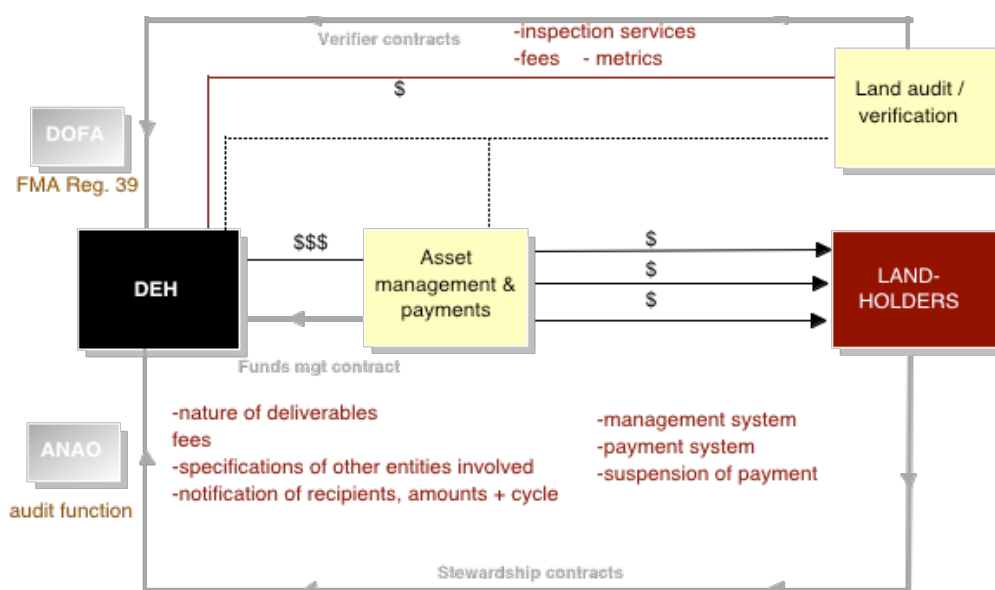 Verifier contracts
-inspection services
-fees - metrics
$
Land audit /
verification
DOFA
FMA Reg. 39
DEH
$$$
Asset
management &
payments
$
$
$
LAND-
HOLDERS
Funds mgt contract
-nature of deliverables
fees
-specifications of other entities involved
-notification of recipients, amounts + cycle
-management system
-payment system
-suspension of payment
ANAO
audit function
Stewardship contracts